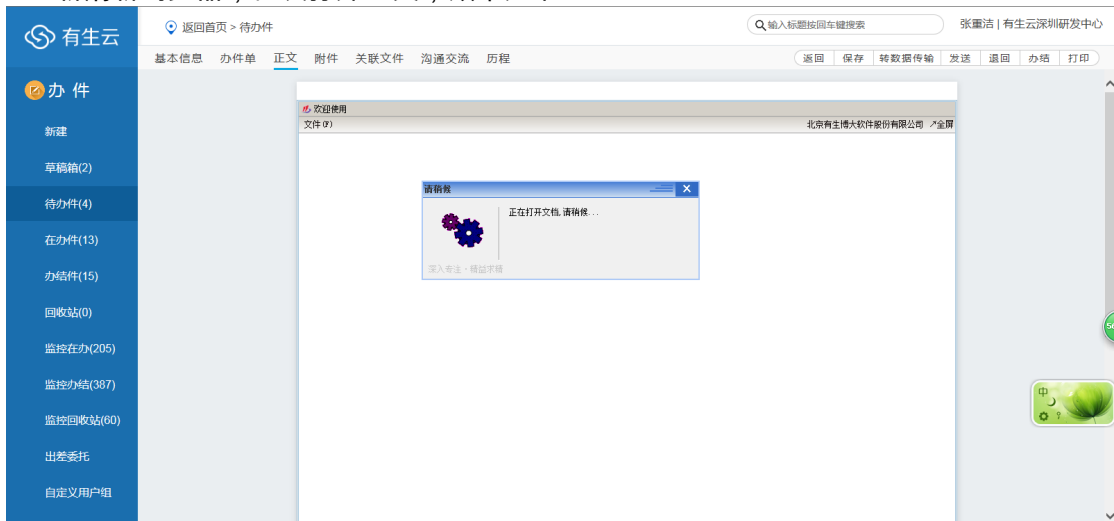 有生云
返回首页 > 待办件
输入标题按回车键搜索
张重洁 | 有生云深圳研发中心
基本信息 办件单 正文 附件 关联文件 沟通交流 历程
返回 保存 转数据传输 发送 退回 办结 打印
办 件
新建
草稿箱(2)
待办件(4)
在办件(13)
办结件(15)
回收站(0)
监控在办(205)
监控办结(387)
监控回收站(60)
出差委托
自定义用户组
欢迎使用
文件(F)
北京有生博大软件股份有限公司 ↗全屏
请稍候
正在打开文档,请稍候...
深入专注·精益求精
中